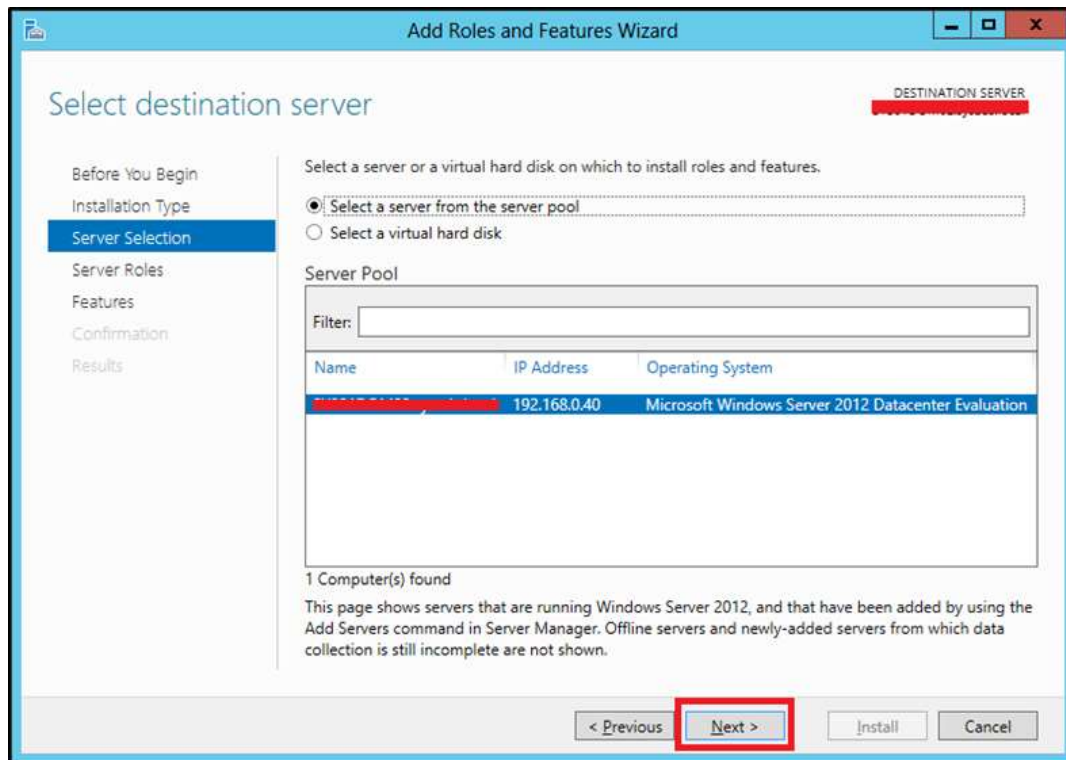 Add Roles and Features Wizard
Select destination server
DESTINATION SERVER
Before You Begin
Installation Type
Server Selection
Server Roles
Features
Confirmation
Results
Select a server or a virtual hard disk on which to install roles and features.
Select a server from the server pool
Select a virtual hard disk
Server Pool
Filter:
Name IP Address Operating System
192.168.0.40 Microsoft Windows Server 2012 Datacenter Evaluation
1 Computer(s) found
This page shows servers that are running Windows Server 2012, and that have been added by using the
Add Servers command in Server Manager. Offline servers and newly-added servers from which data
collection is still incomplete are not shown.
< Previous Next > Install Cancel